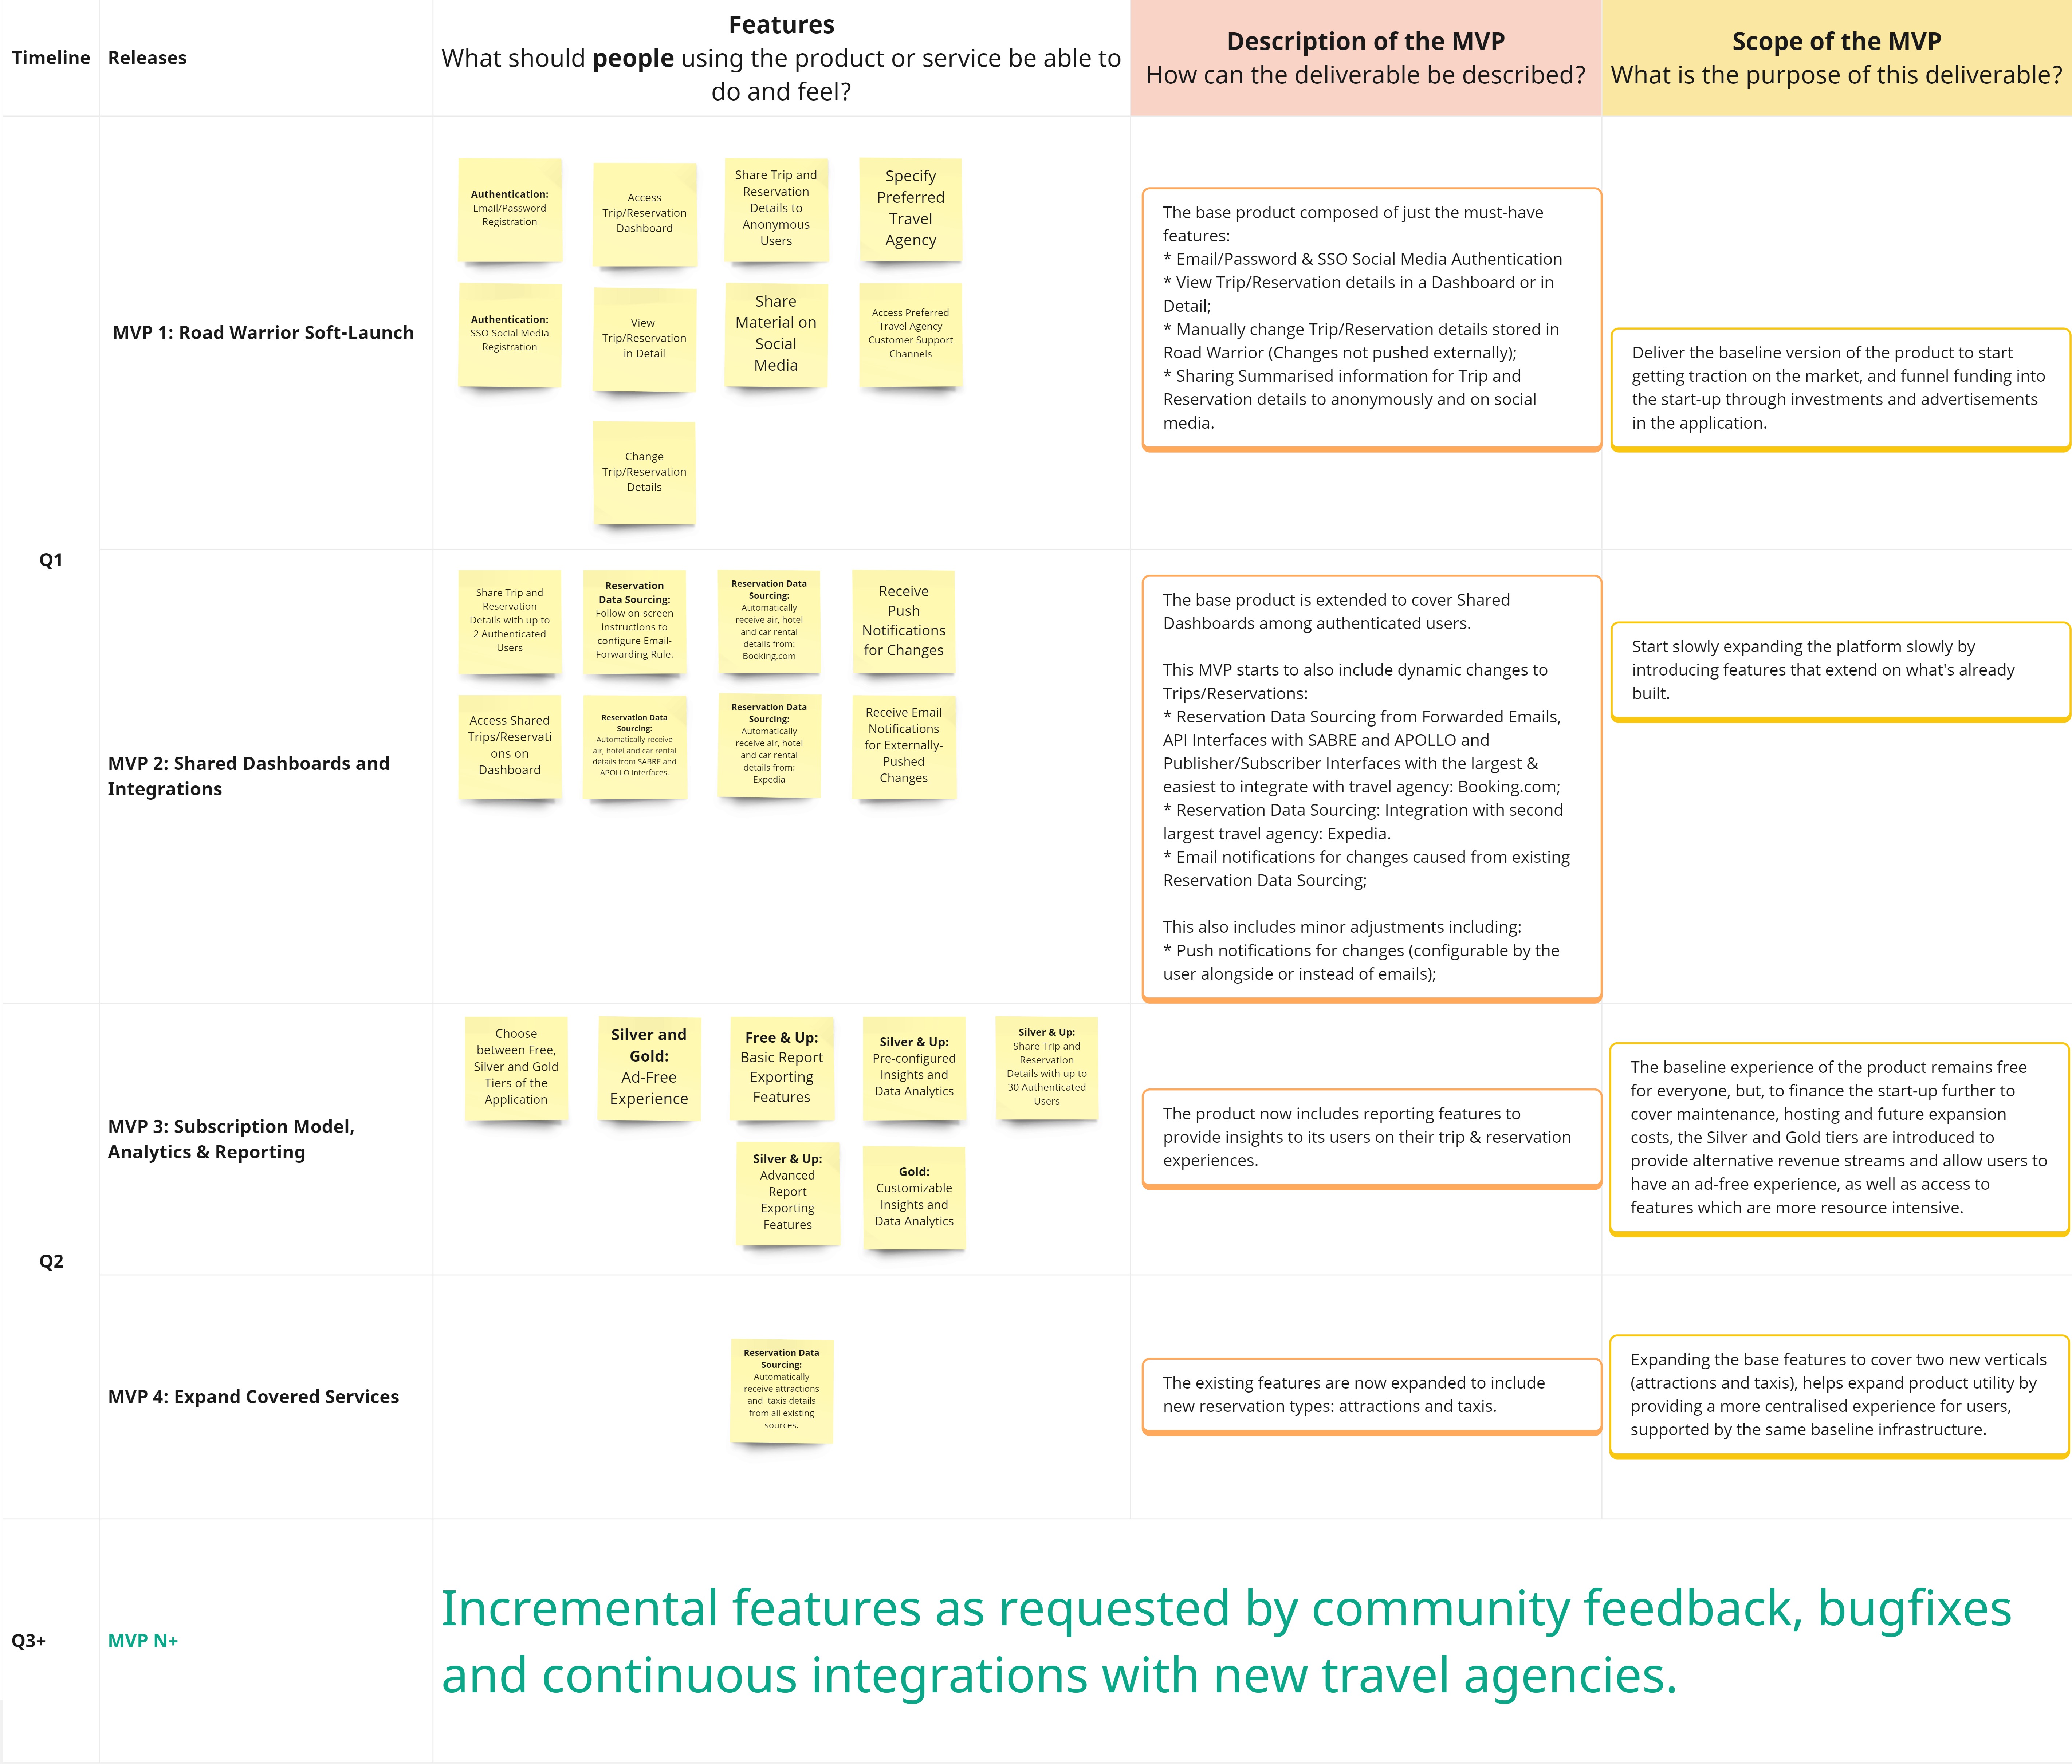 Timeline
Releases
Features
What should people using the product or service be able to
do and feel?
Description of the MVP
How can the deliverable be described?
Scope of the MVP
What is the purpose of this deliverable?
Q1
MVP 1: Road Warrior Soft-Launch
Authentication:
Email/Password
Registration
Access
Trip/Reservation
Dashboard
Share Trip and
Reservation
Details to
Anonymous
Users
Specify
Preferred
Travel
Agency
Authentication:
SSO Social Media
Registration
View
Trip/Reservation
in Detail
Share
Material on
Social
Media
Access Preferred
Travel Agency
Customer Support
Channels
Change
Trip/Reservation
Details
The base product composed of just the must-have
features:
* Email/Password & SSO Social Media Authentication
* View Trip/Reservation details in a Dashboard or in
Detail;
* Manually change Trip/Reservation details stored in
Road Warrior (Changes not pushed externally);
* Sharing Summarised information for Trip and
Reservation details to anonymously and on social
media.
Deliver the baseline version of the product to start
getting traction on the market, and funnel funding into
the start-up through investments and advertisements
in the application.
MVP 2: Shared Dashboards and
Integrations
Share Trip and
Reservation
Details with up to
2 Authenticated
Users
Reservation
Data Sourcing:
Follow on-screen
instructions to
configure Email-
Forwarding Rule.
Reservation Data
Sourcing:
Automatically
receive air, hotel
and car rental
details from:
Booking.com
Receive
Push
Notifications
for Changes
Access Shared
Trips/Reservati
ons on
Dashboard
Reservation Data
Sourcing:
Automatically receive
air, hotel and car rental
details from SABRE and
APOLLO Interfaces.
Reservation Data
Sourcing:
Automatically
receive air, hotel
and car rental
details from:
Expedia
Receive Email
Notifications
for Externally-
Pushed
Changes
The base product is extended to cover Shared
Dashboards among authenticated users.
This MVP starts to also include dynamic changes to
Trips/Reservations:
* Reservation Data Sourcing from Forwarded Emails,
API Interfaces with SABRE and APOLLO and
Publisher/Subscriber Interfaces with the largest &
easiest to integrate with travel agency: Booking.com;
* Reservation Data Sourcing: Integration with second
largest travel agency: Expedia.
* Email notifications for changes caused from existing
Reservation Data Sourcing;
This also includes minor adjustments including:
* Push notifications for changes (configurable by the
user alongside or instead of emails);
Start slowly expanding the platform slowly by
introducing features that extend on what's already
built.
Q2
MVP 3: Subscription Model,
Analytics & Reporting
Choose
between Free,
Silver and Gold
Tiers of the
Application
Silver and
Gold:
Ad-Free
Experience
Free & Up:
Basic Report
Exporting
Features
Silver & Up:
Pre-configured
Insights and
Data Analytics
Silver & Up:
Share Trip and
Reservation
Details with up to
30 Authenticated
Users
Silver & Up:
Advanced
Report
Exporting
Features
Gold:
Customizable
Insights and
Data Analytics
The product now includes reporting features to
provide insights to its users on their trip & reservation
experiences.
The baseline experience of the product remains free
for everyone, but, to finance the start-up further to
cover maintenance, hosting and future expansion
costs, the Silver and Gold tiers are introduced to
provide alternative revenue streams and allow users to
have an ad-free experience, as well as access to
features which are more resource intensive.
MVP 4: Expand Covered Services
Reservation Data
Sourcing:
Automatically
receive attractions
and taxis details
from all existing
sources.
The existing features are now expanded to include
new reservation types: attractions and taxis.
Expanding the base features to cover two new verticals
(attractions and taxis), helps expand product utility by
providing a more centralised experience for users,
supported by the same baseline infrastructure.
Q3+
MVP N+
Incremental features as requested by community feedback, bugfixes
and continuous integrations with new travel agencies.